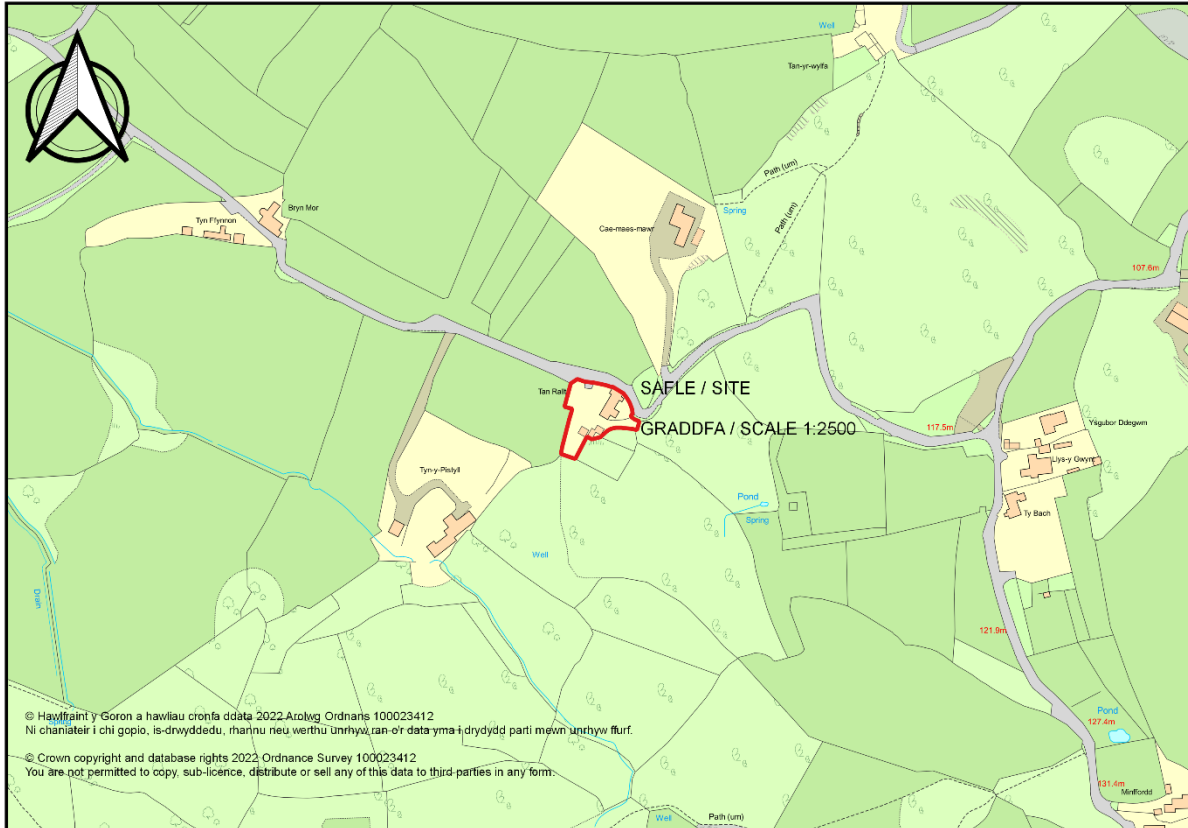 Well
Tan-yr-wylfa
Path (um)
Bryn Mor
Tyn Ffynnon
Spring
Path (um)
Cae-maes-mawr
107.6m
Tan Rallt
SAFLE / SITE
GRADDFA / SCALE 1:2500
117.5m
Ysgubor Ddegwm
Llys-y Gwynt
Tyn-y-Pistyll
Pond
Spring
Ty Bach
Well
Drain
121.9m
© Hawlfraint y Goron a hawliau cronfa ddata 2022 Arolwg Ordnans 100023412
Spring
Ni chaniateir i chi gopio, is-drwyddedu, rhannu neu werthu unrhyw ran o'r data yma i drydydd parti mewn unrhyw ffurf.
Pond
127.4m
© Crown copyright and database rights 2022 Ordnance Survey 100023412
You are not permitted to copy, sub-licence, distribute or sell any of this data to third parties in any form.
131.4m
Minffordd
Well
Path (um)